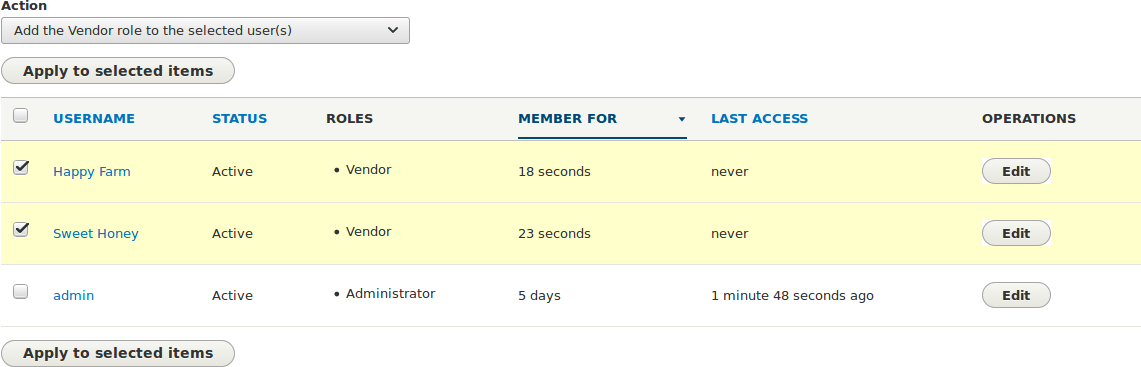 Action
Add the Vendor role to the selected user(s)
Apply to selected items
USERNAME STATUS ROLES MEMBER FOR LAST ACCESS OPERATIONS
Happy Farm Active • Vendor 18 seconds never Edit
Sweet Honey Active • Vendor 23 seconds never Edit
admin Active • Administrator 5 days 1 minute 48 seconds ago Edit
Apply to selected items